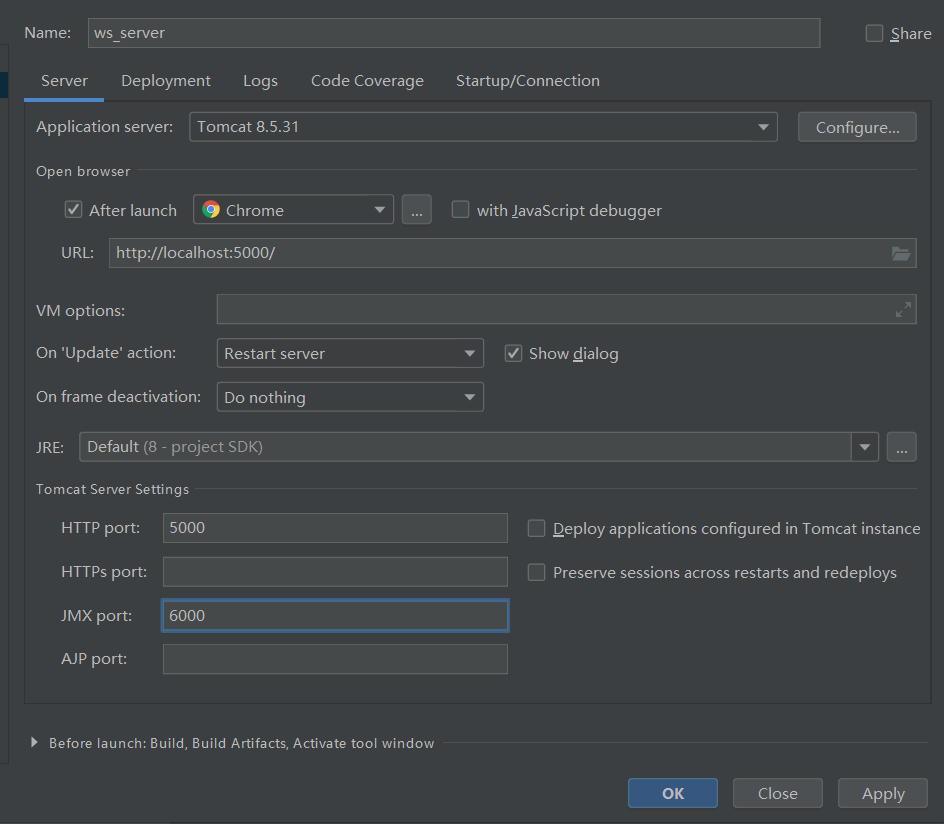 Name: ws_server Share
Server Deployment Logs Code Coverage Startup/Connection
Application server: Tomcat 8.5.31 Configure...
Open browser
After launch Chrome ... with JavaScript debugger
URL: http://localhost:5000/
VM options:
On 'Update' action: Restart server Show dialog
On frame deactivation: Do nothing
JRE: Default (8 - project SDK) ...
Tomcat Server Settings
HTTP port: 5000 Deploy applications configured in Tomcat instance
HTTPs port: Preserve sessions across restarts and redeploys
JMX port: 6000
AJP port:
Before launch: Build, Build Artifacts, Activate tool window
OK Close Apply